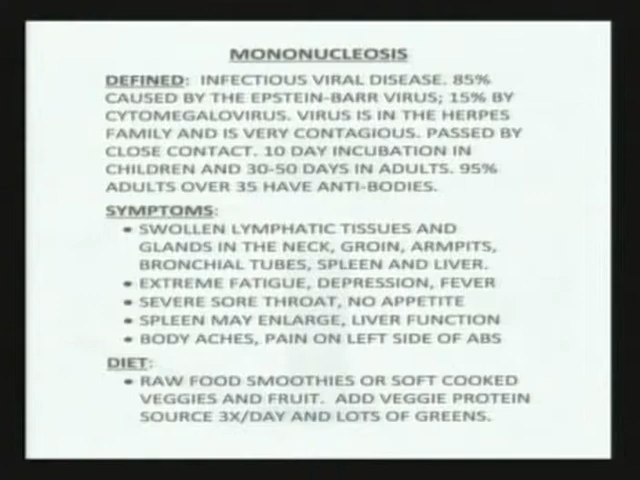 MONONUCLEOSIS
DEFINED: INFECTIOUS VIRAL DISEASE. 85%
CAUSED BY THE EPSTEIN-BARR VIRUS; 15% BY
CYTOMEGALOVIRUS. VIRUS IS IN THE HERPES
FAMILY AND IS VERY CONTAGIOUS. PASSED BY
CLOSE CONTACT. 10 DAY INCUBATION IN
CHILDREN AND 30-50 DAYS IN ADULTS. 95%
ADULTS OVER 35 HAVE ANTI-BODIES.
SYMPTOMS:
• SWOLLEN LYMPHATIC TISSUES AND
GLANDS IN THE NECK, GROIN, ARMPITS,
BRONCHIAL TUBES, SPLEEN AND LIVER.
• EXTREME FATIGUE, DEPRESSION, FEVER
• SEVERE SORE THROAT, NO APPETITE
• SPLEEN MAY ENLARGE, LIVER FUNCTION
• BODY ACHES, PAIN ON LEFT SIDE OF ABS
DIET:
• RAW FOOD SMOOTHIES OR SOFT COOKED
VEGGIES AND FRUIT. ADD VEGGIE PROTEIN
SOURCE 3X/DAY AND LOTS OF GREENS.